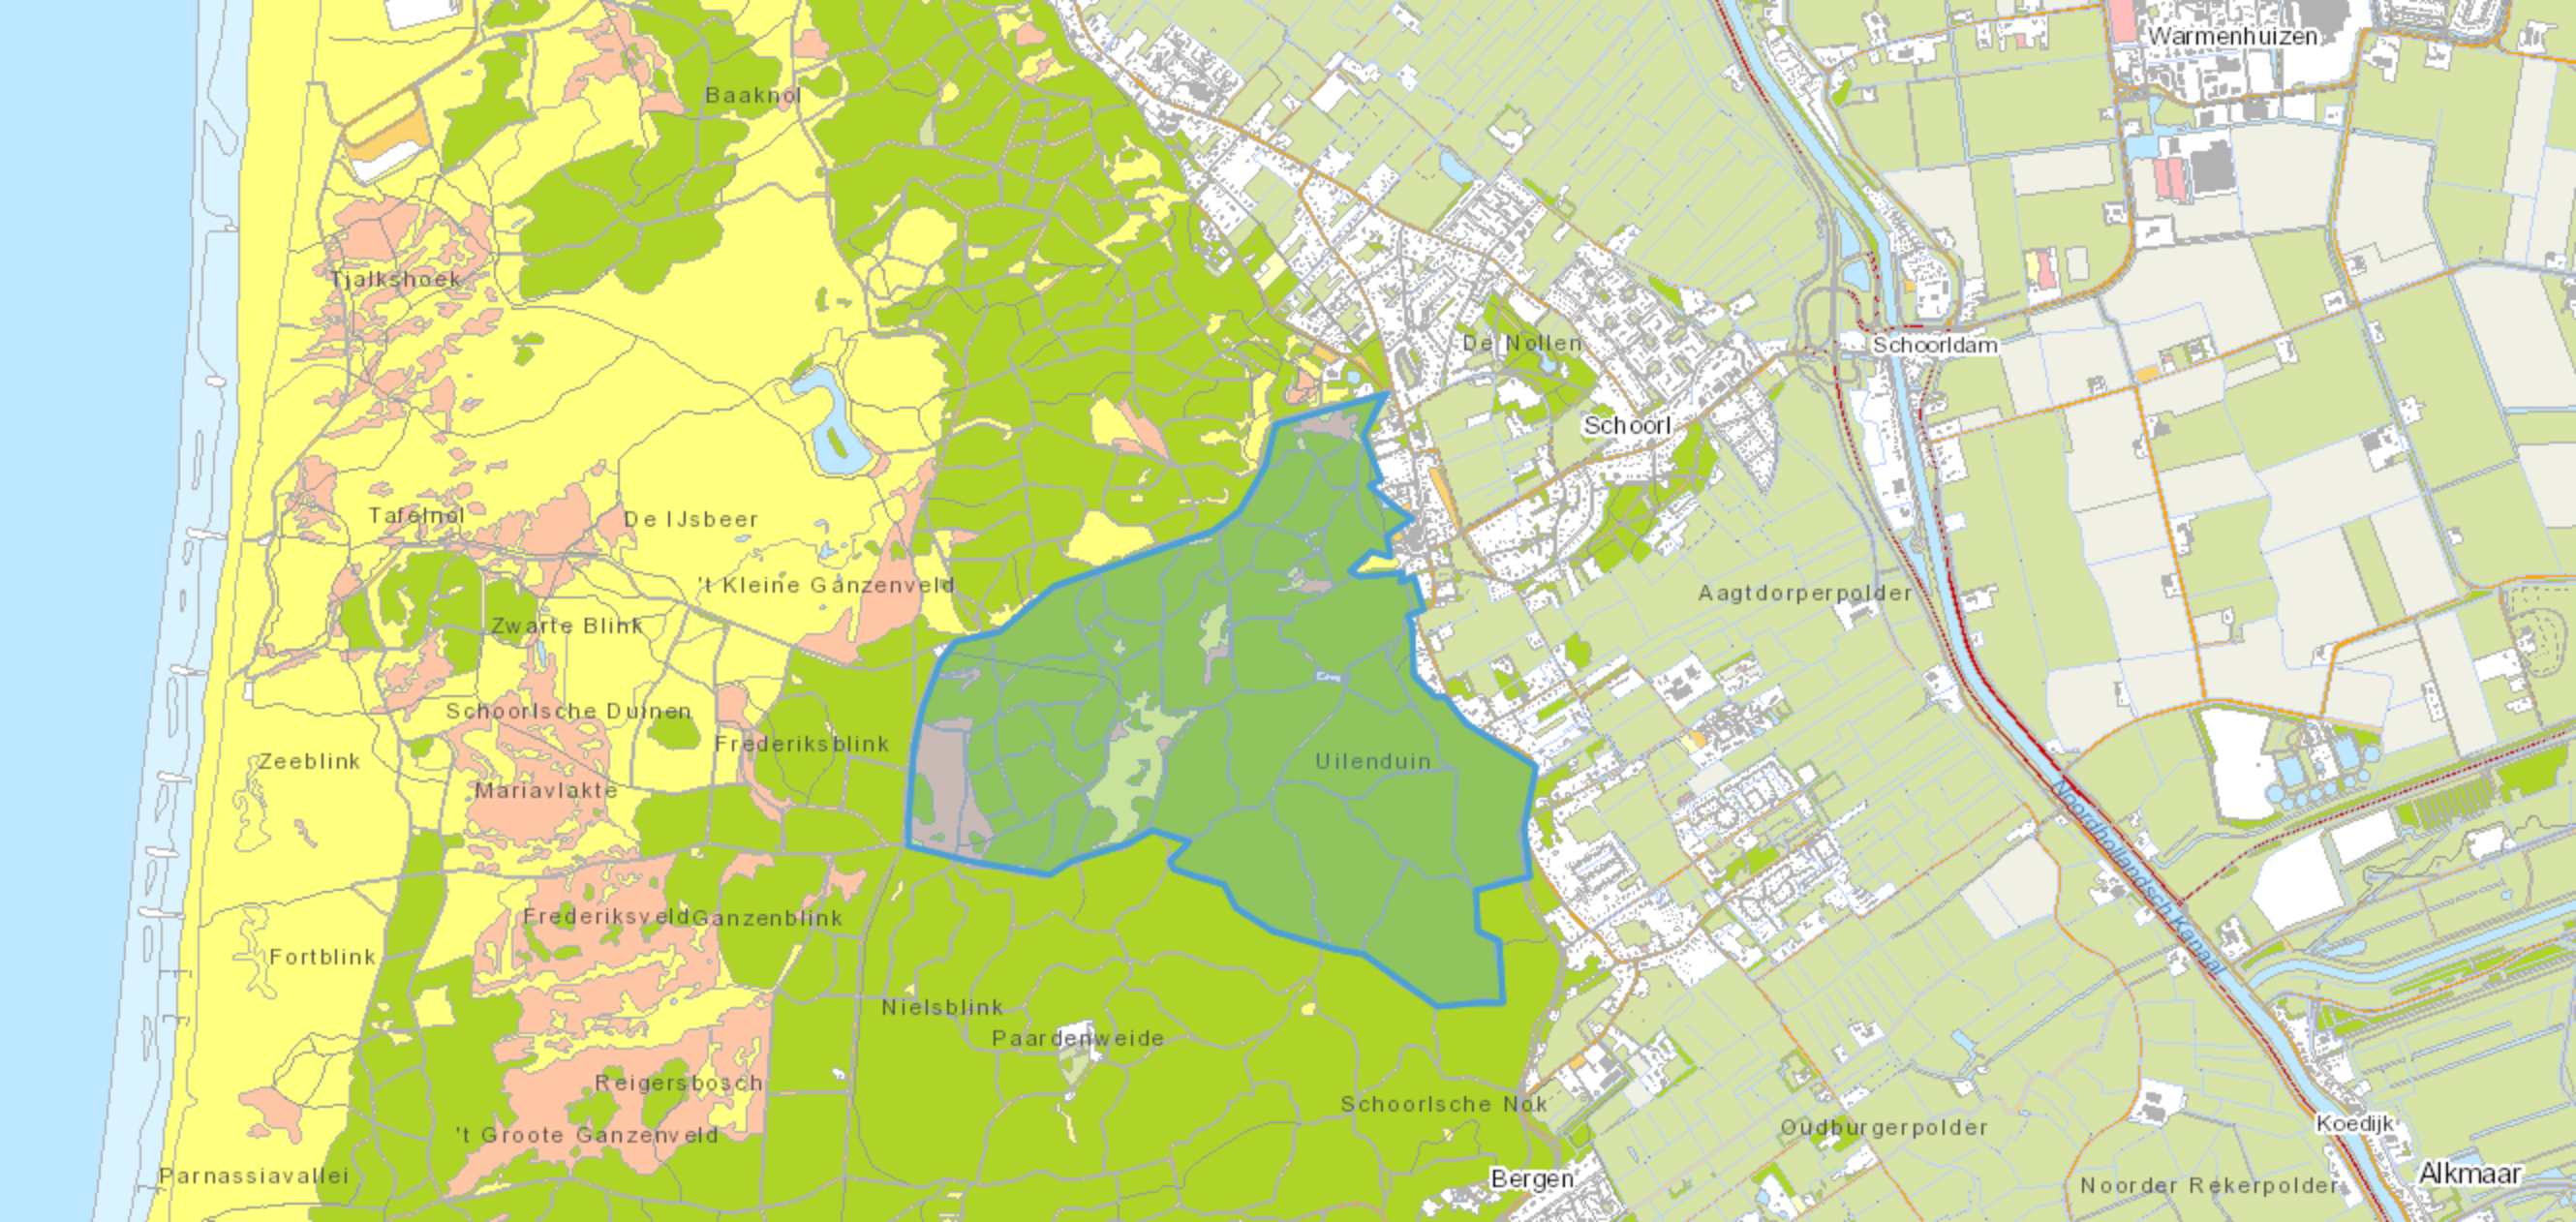 Warmenhuizen
Baaknol
Tjalkshoek
De Nollen
Schoorldam
Schoorl
Tafelnol
De IJsbeer
't Kleine Ganzenveld
Aagtdorperpolder
Zwarte Blink
Schoorlsche Duinen
Frederiksblink
Zeeblink
Uilenduin
Mariavlakte
Noordhollandsch Kanaal
Frederiksveld
Ganzenblink
Fortblink
Nielsblink
Paardenweide
Reigersbosch
Schoorlsche Nok
Oudburgerpolder
Koedijk
't Groote Ganzenveld
Parnassiavallei
Bergen
Alkmaar
Noorder Rekerpolder